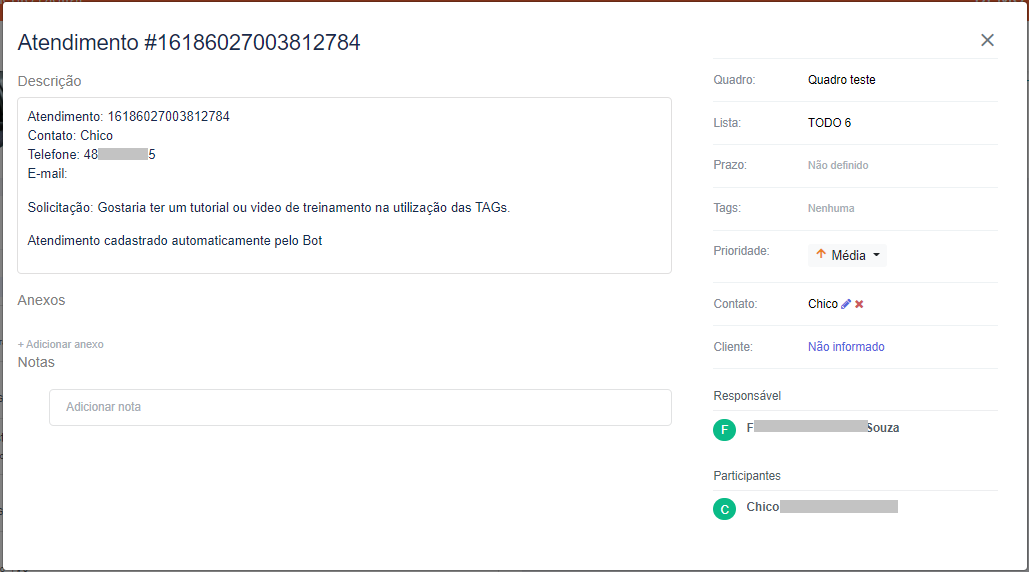 Atendimento #16186027003812784
Descrição
Atendimento: 16186027003812784
Contato: Chico
Telefone: 48 5
E-mail:
Solicitação: Gostaria ter um tutorial ou video de treinamento na utilização das TAGs.
Atendimento cadastrado automaticamente pelo Bot
Anexos
+ Adicionar anexo
Notas
Adicionar nota
Quadro: Quadro teste
Lista: TODO 6
Prazo: Não definido
Tags: Nenhuma
Prioridade: Média
Contato: Chico
Cliente: Não informado
Responsável
F F Souza
Participantes
C Chico